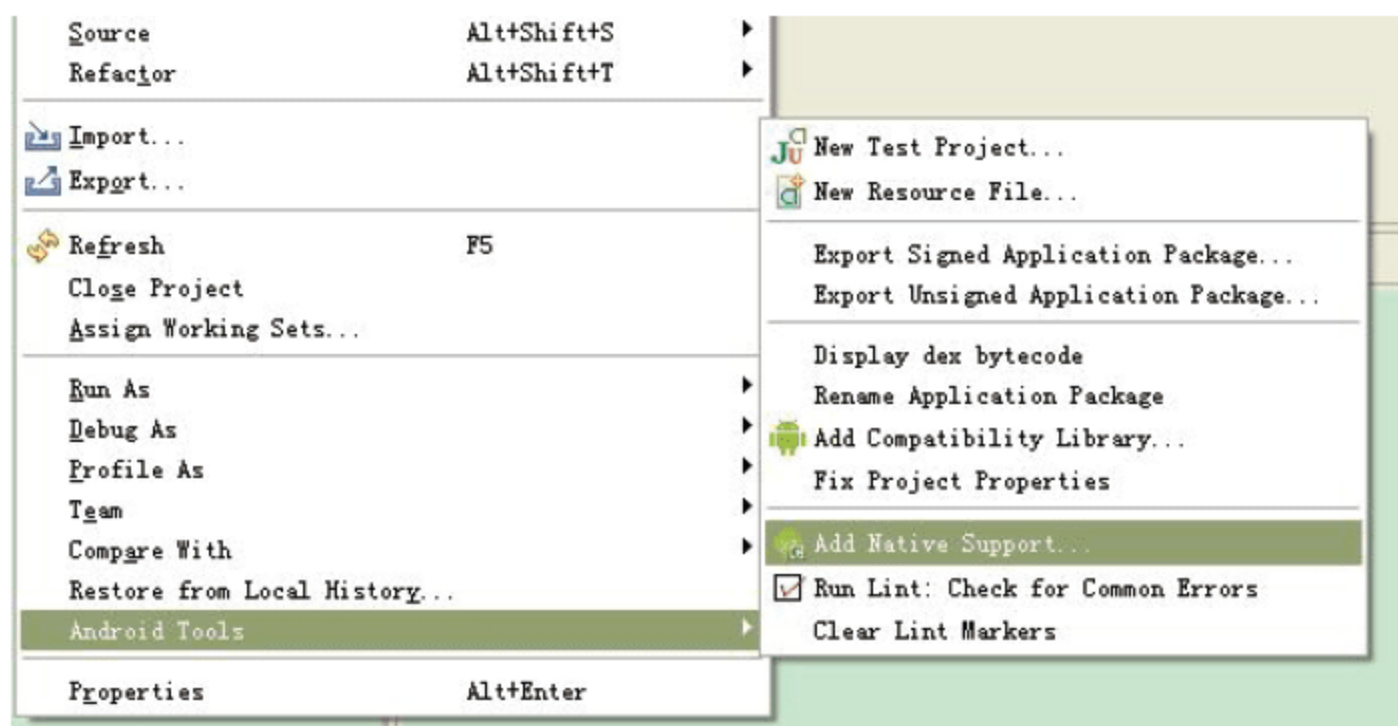 Source Alt+Shift+S
Refactor Alt+Shift+T
Import...
Export...
Refresh F5
Close Project
Assign Working Sets...
Run As
Debug As
Profile As
Team
Compare With
Restore from Local History...
Android Tools
Properties Alt+Enter
New Test Project...
New Resource File...
Export Signed Application Package...
Export Unsigned Application Package...
Display dex bytecode
Rename Application Package
Add Compatibility Library...
Fix Project Properties
Add Native Support...
Run Lint: Check for Common Errors
Clear Lint Markers